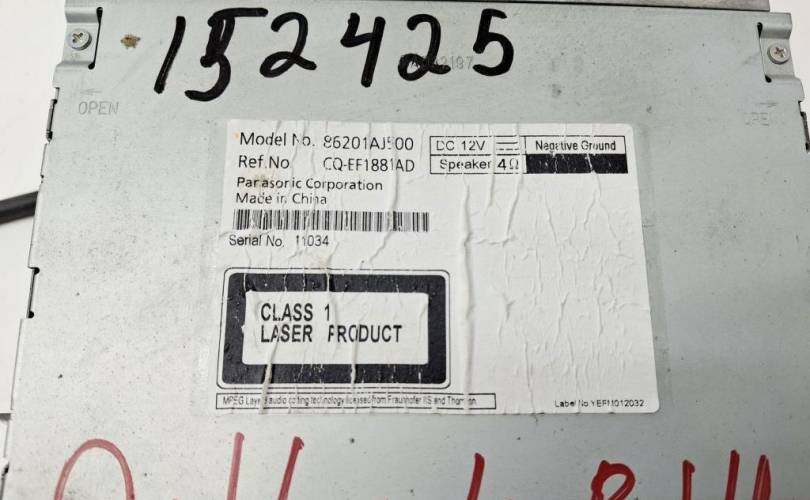 152425
OPEN
OPEN
Model No. 86201AJ500
Ref.No. CQ-EF1881AD
DC 12V Negative Ground
Speaker 4Ω
Panasonic Corporation
Made in China
Serial No. 11034
CLASS 1
LASER PRODUCT
MPEG Layer3 audio coding technology licensed from Fraunhofer IIS and Thomson.
Label No.YEFM012032